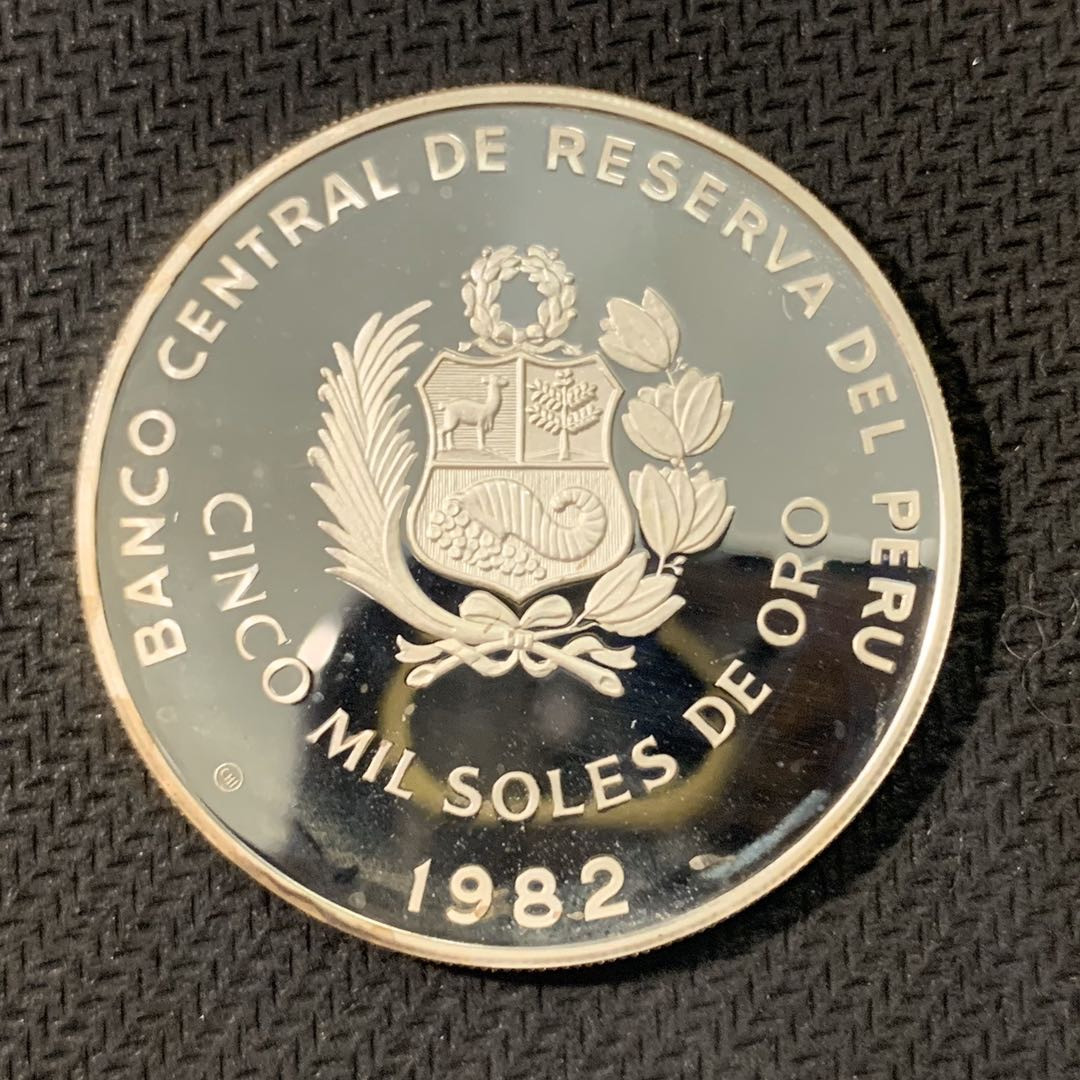 BANCO CENTRAL DE RESERVA DEL PERU
CINCO MIL SOLES DE ORO
1982